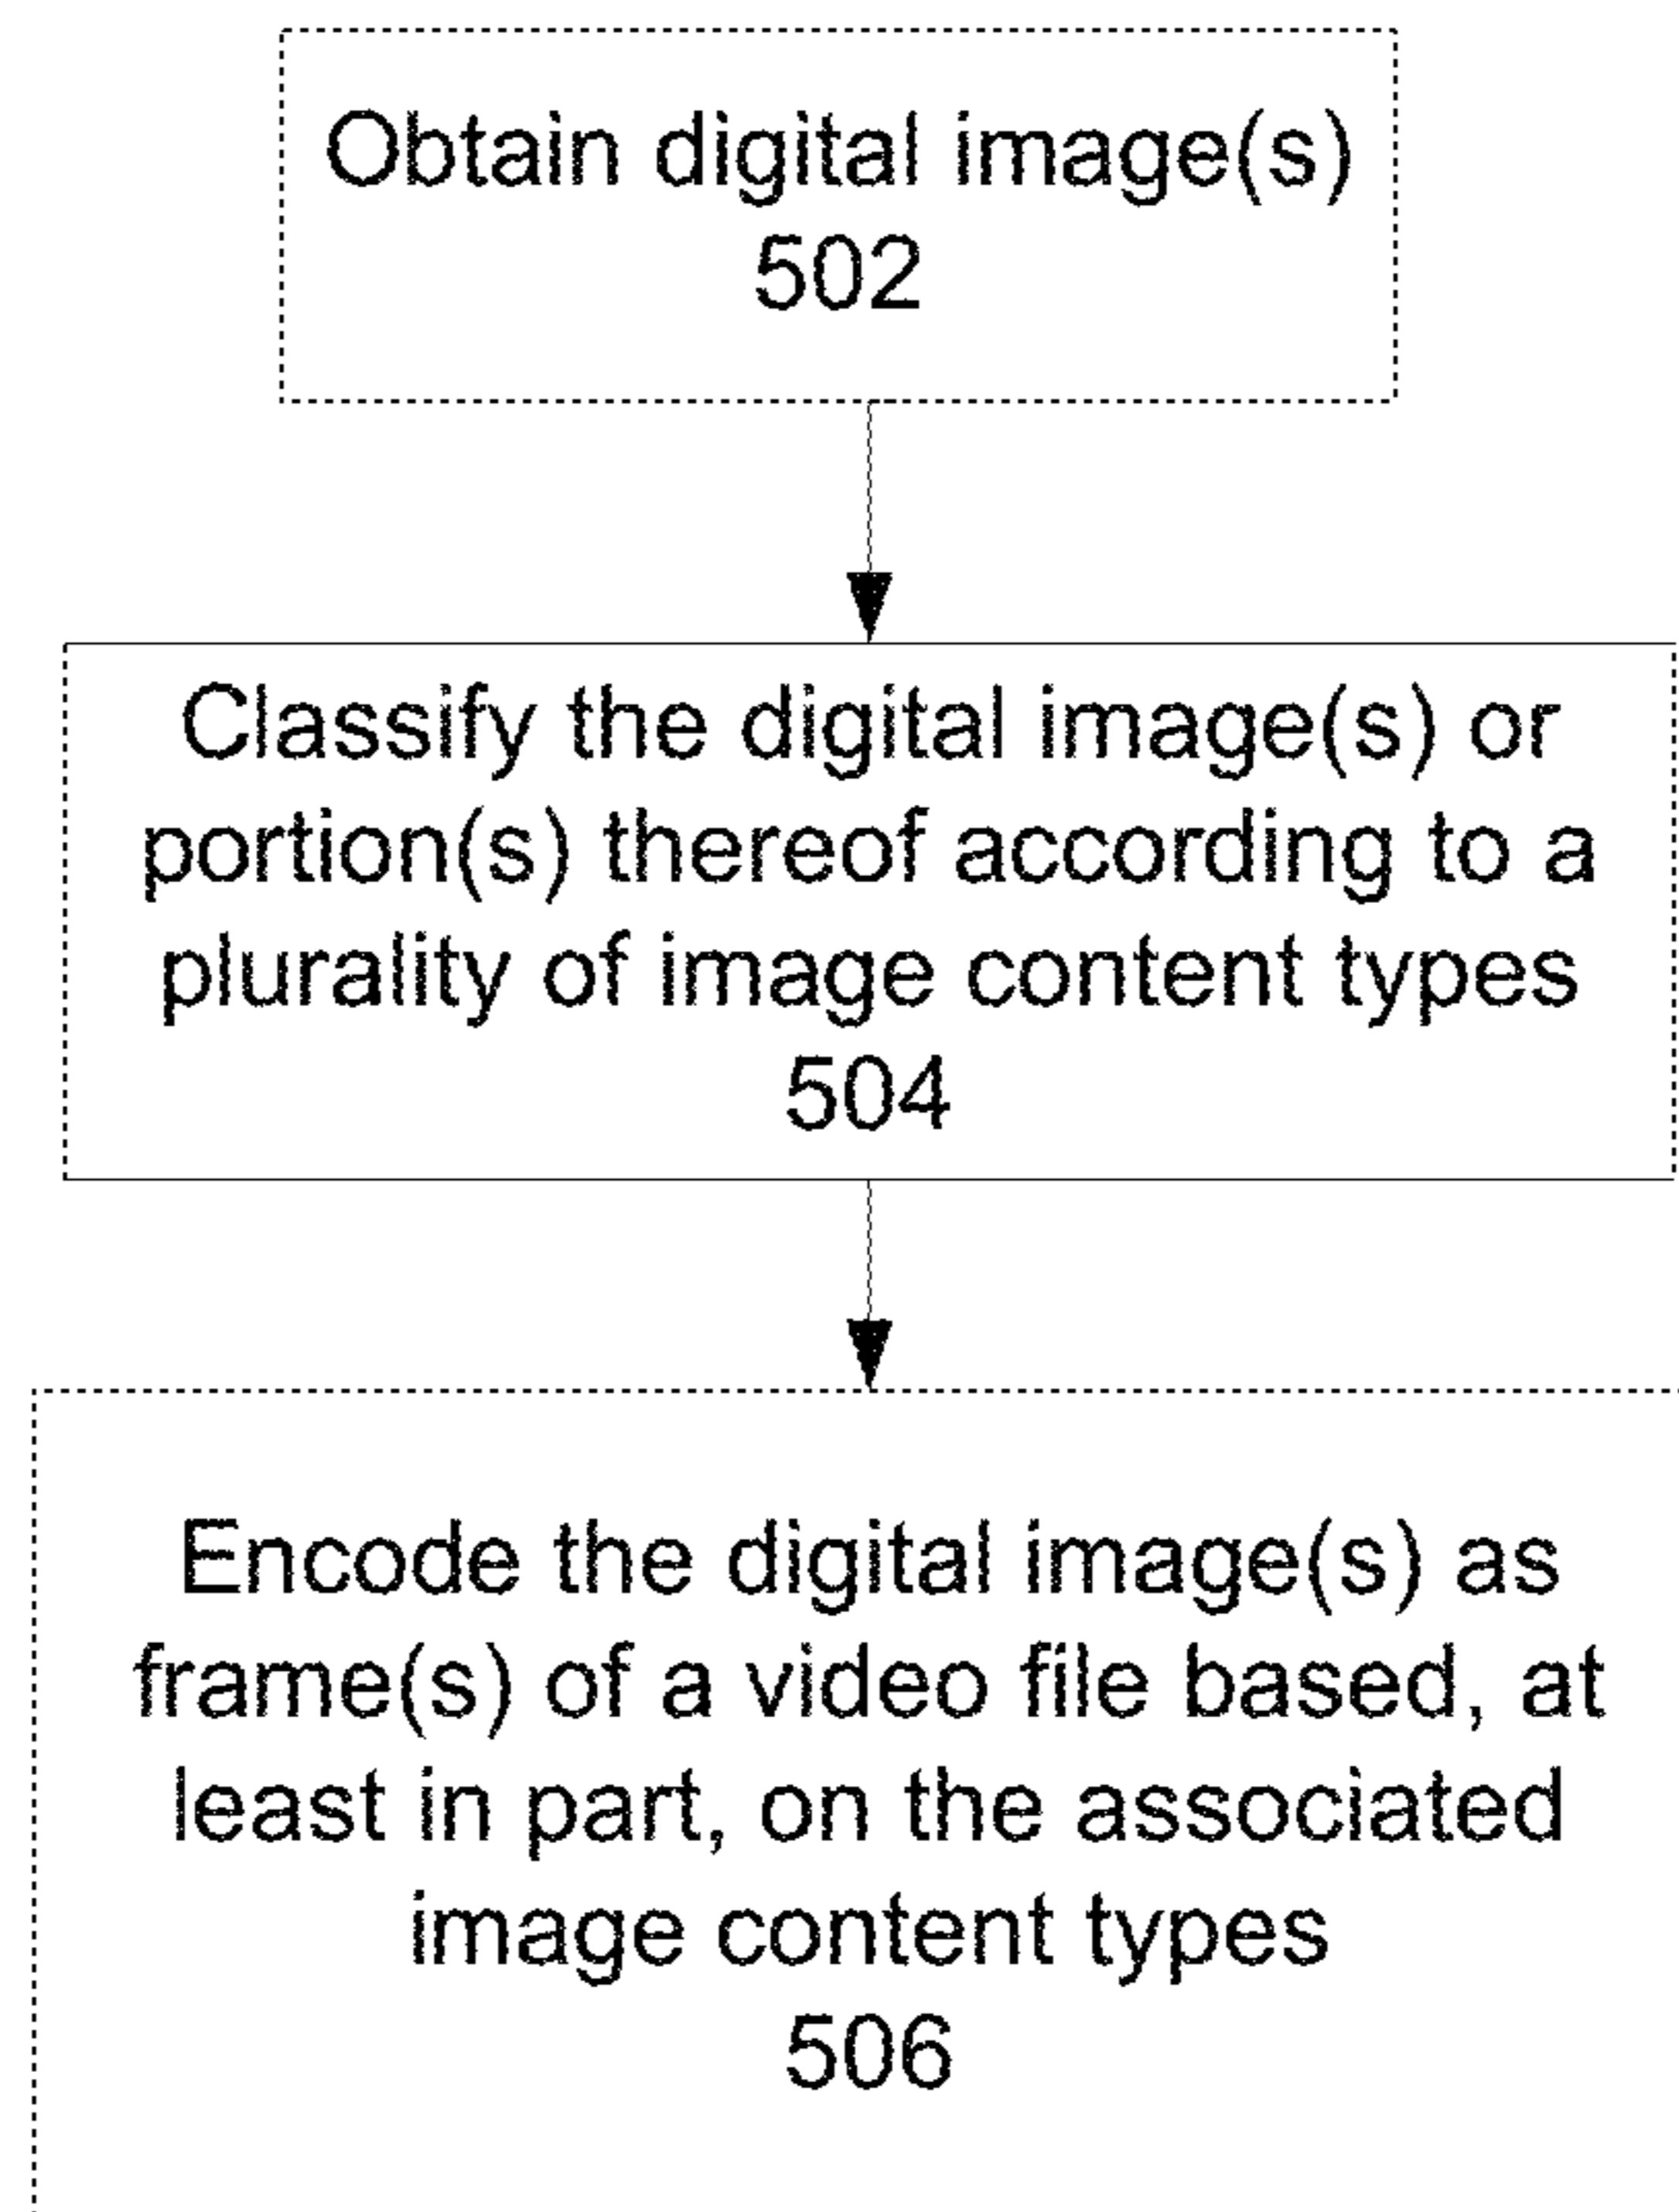 Obtain digital image(s)
502
Classify the digital image(s) or
portion(s) thereof according to a
plurality of image content types
504
Encode the digital image(s) as
frame(s) of a video file based, at
least in part, on the associated
image content types
506